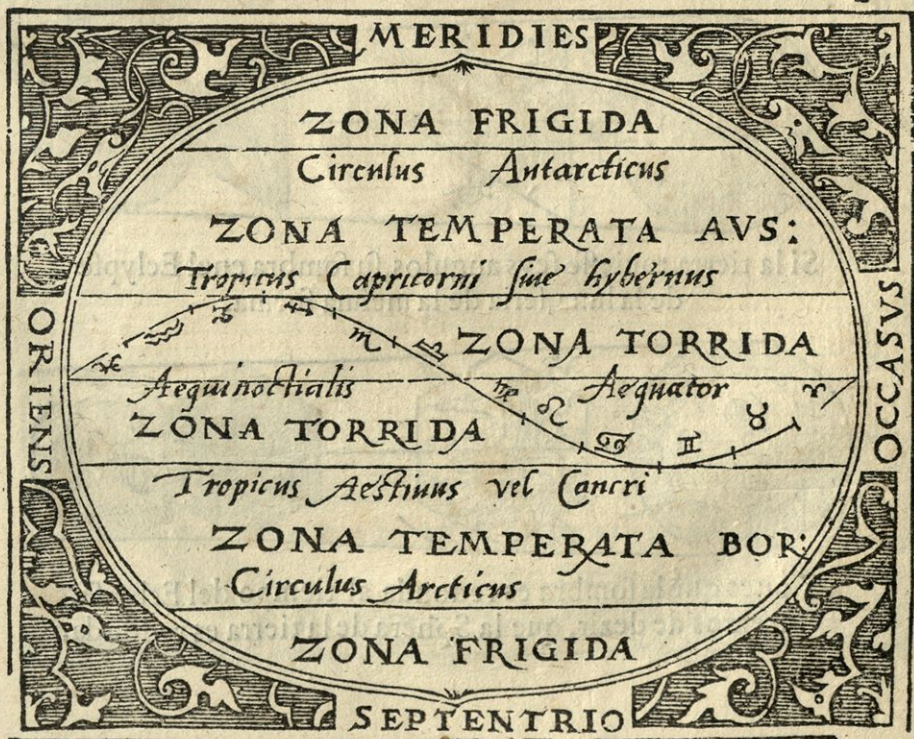 MERIDIES
ZONA FRIGIDA
Circulus Antarcticus
ZONA TEMPERATA AVS:
Tropicus Capricorni siue hybernus
ORIENS
OCCASVS
♓ ♒ ♑ ♐ ♏ ♎
ZONA TORRIDA
Aequinoctialis Aequator
♍ ♌ ♋ ♊ ♉ ♈
ZONA TORRIDA
Tropicus Aestiuus vel Cancri
ZONA TEMPERATA BOR:
Circulus Arcticus
ZONA FRIGIDA
SEPTENTRIO